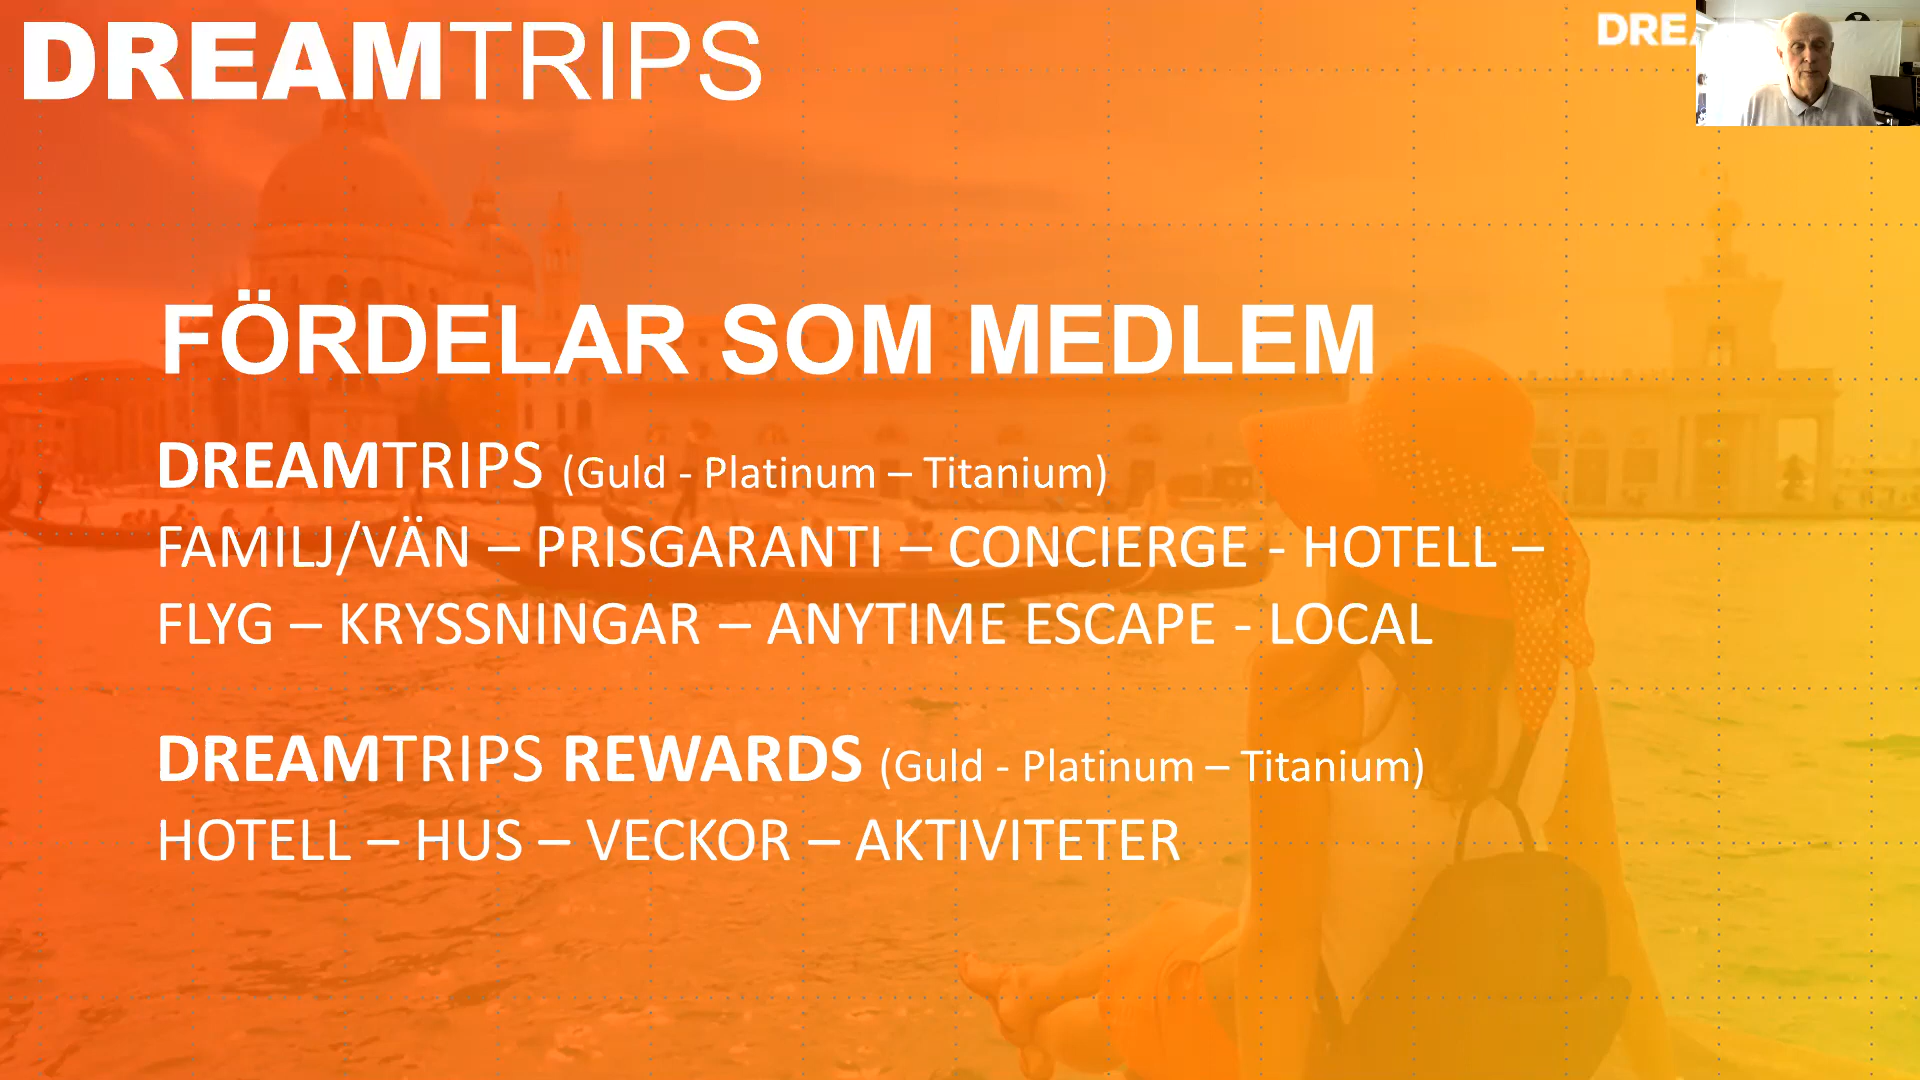 DREAMTRIPS
DRE
FÖRDELAR SOM MEDLEM
DREAMTRIPS (Guld - Platinum – Titanium)
FAMILJ/VÄN – PRISGARANTI – CONCIERGE - HOTELL –
FLYG – KRYSSNINGAR – ANYTIME ESCAPE - LOCAL
DREAMTRIPS REWARDS (Guld - Platinum – Titanium)
HOTELL – HUS – VECKOR – AKTIVITETER